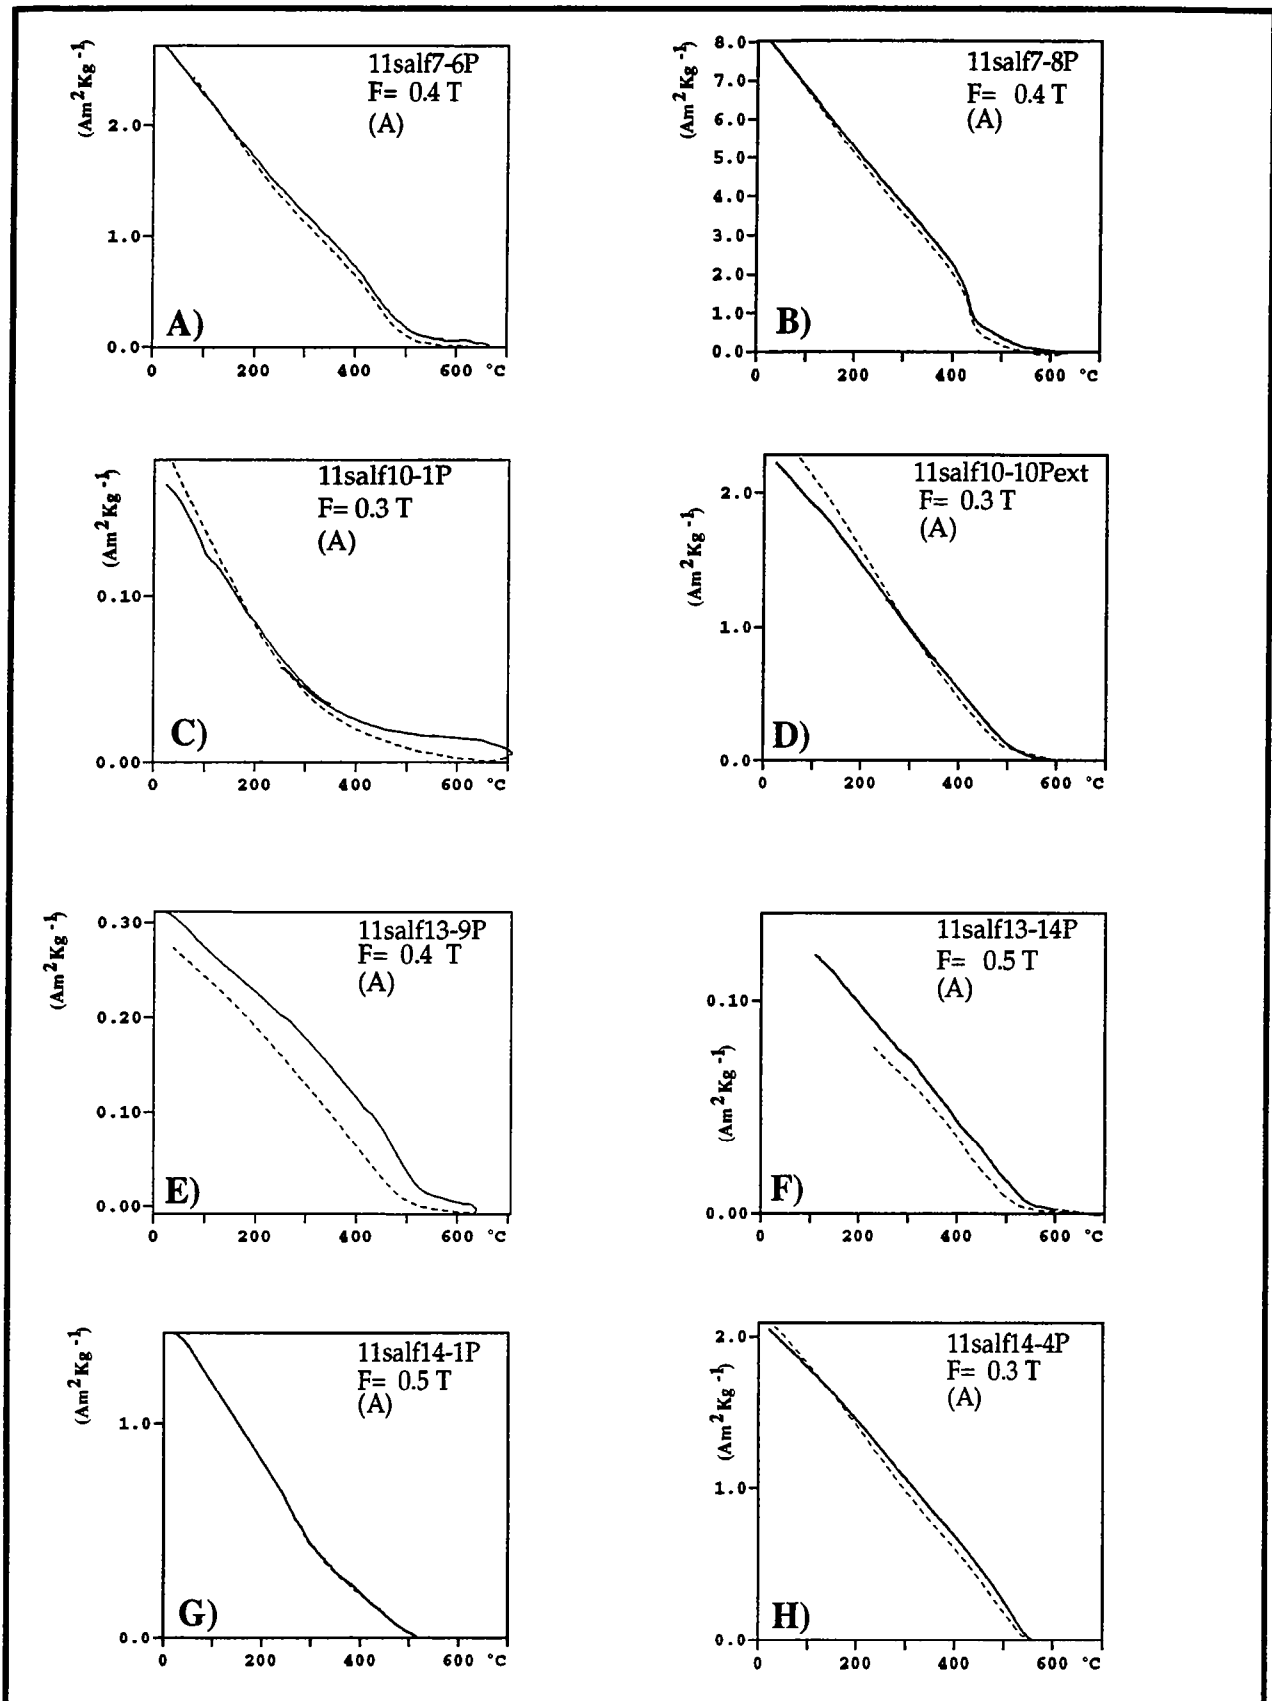 (Am²Kg⁻¹)
11salf7-6P
F= 0.4 T
(A)
2.0
1.0
0.0
A)
0 200 400 600 °C
(Am²Kg⁻¹)
11salf7-8P
F= 0.4 T
(A)
8.0
7.0
6.0
5.0
4.0
3.0
2.0
1.0
0.0
B)
0 200 400 600 °C
(Am²Kg⁻¹)
11salf10-1P
F= 0.3 T
(A)
0.10
0.00
C)
0 200 400 600 °C
(Am²Kg⁻¹)
11salf10-10Pext
F= 0.3 T
(A)
2.0
1.0
0.0
D)
0 200 400 600 °C
(Am²Kg⁻¹)
11salf13-9P
F= 0.4 T
(A)
0.30
0.20
0.10
0.00
E)
0 200 400 600 °C
(Am²Kg⁻¹)
11salf13-14P
F= 0.5 T
(A)
0.10
0.00
F)
0 200 400 600 °C
(Am²Kg⁻¹)
11salf14-1P
F= 0.5 T
(A)
1.0
0.0
G)
0 200 400 600 °C
(Am²Kg⁻¹)
11salf14-4P
F= 0.3 T
(A)
2.0
1.0
0.0
H)
0 200 400 600 °C